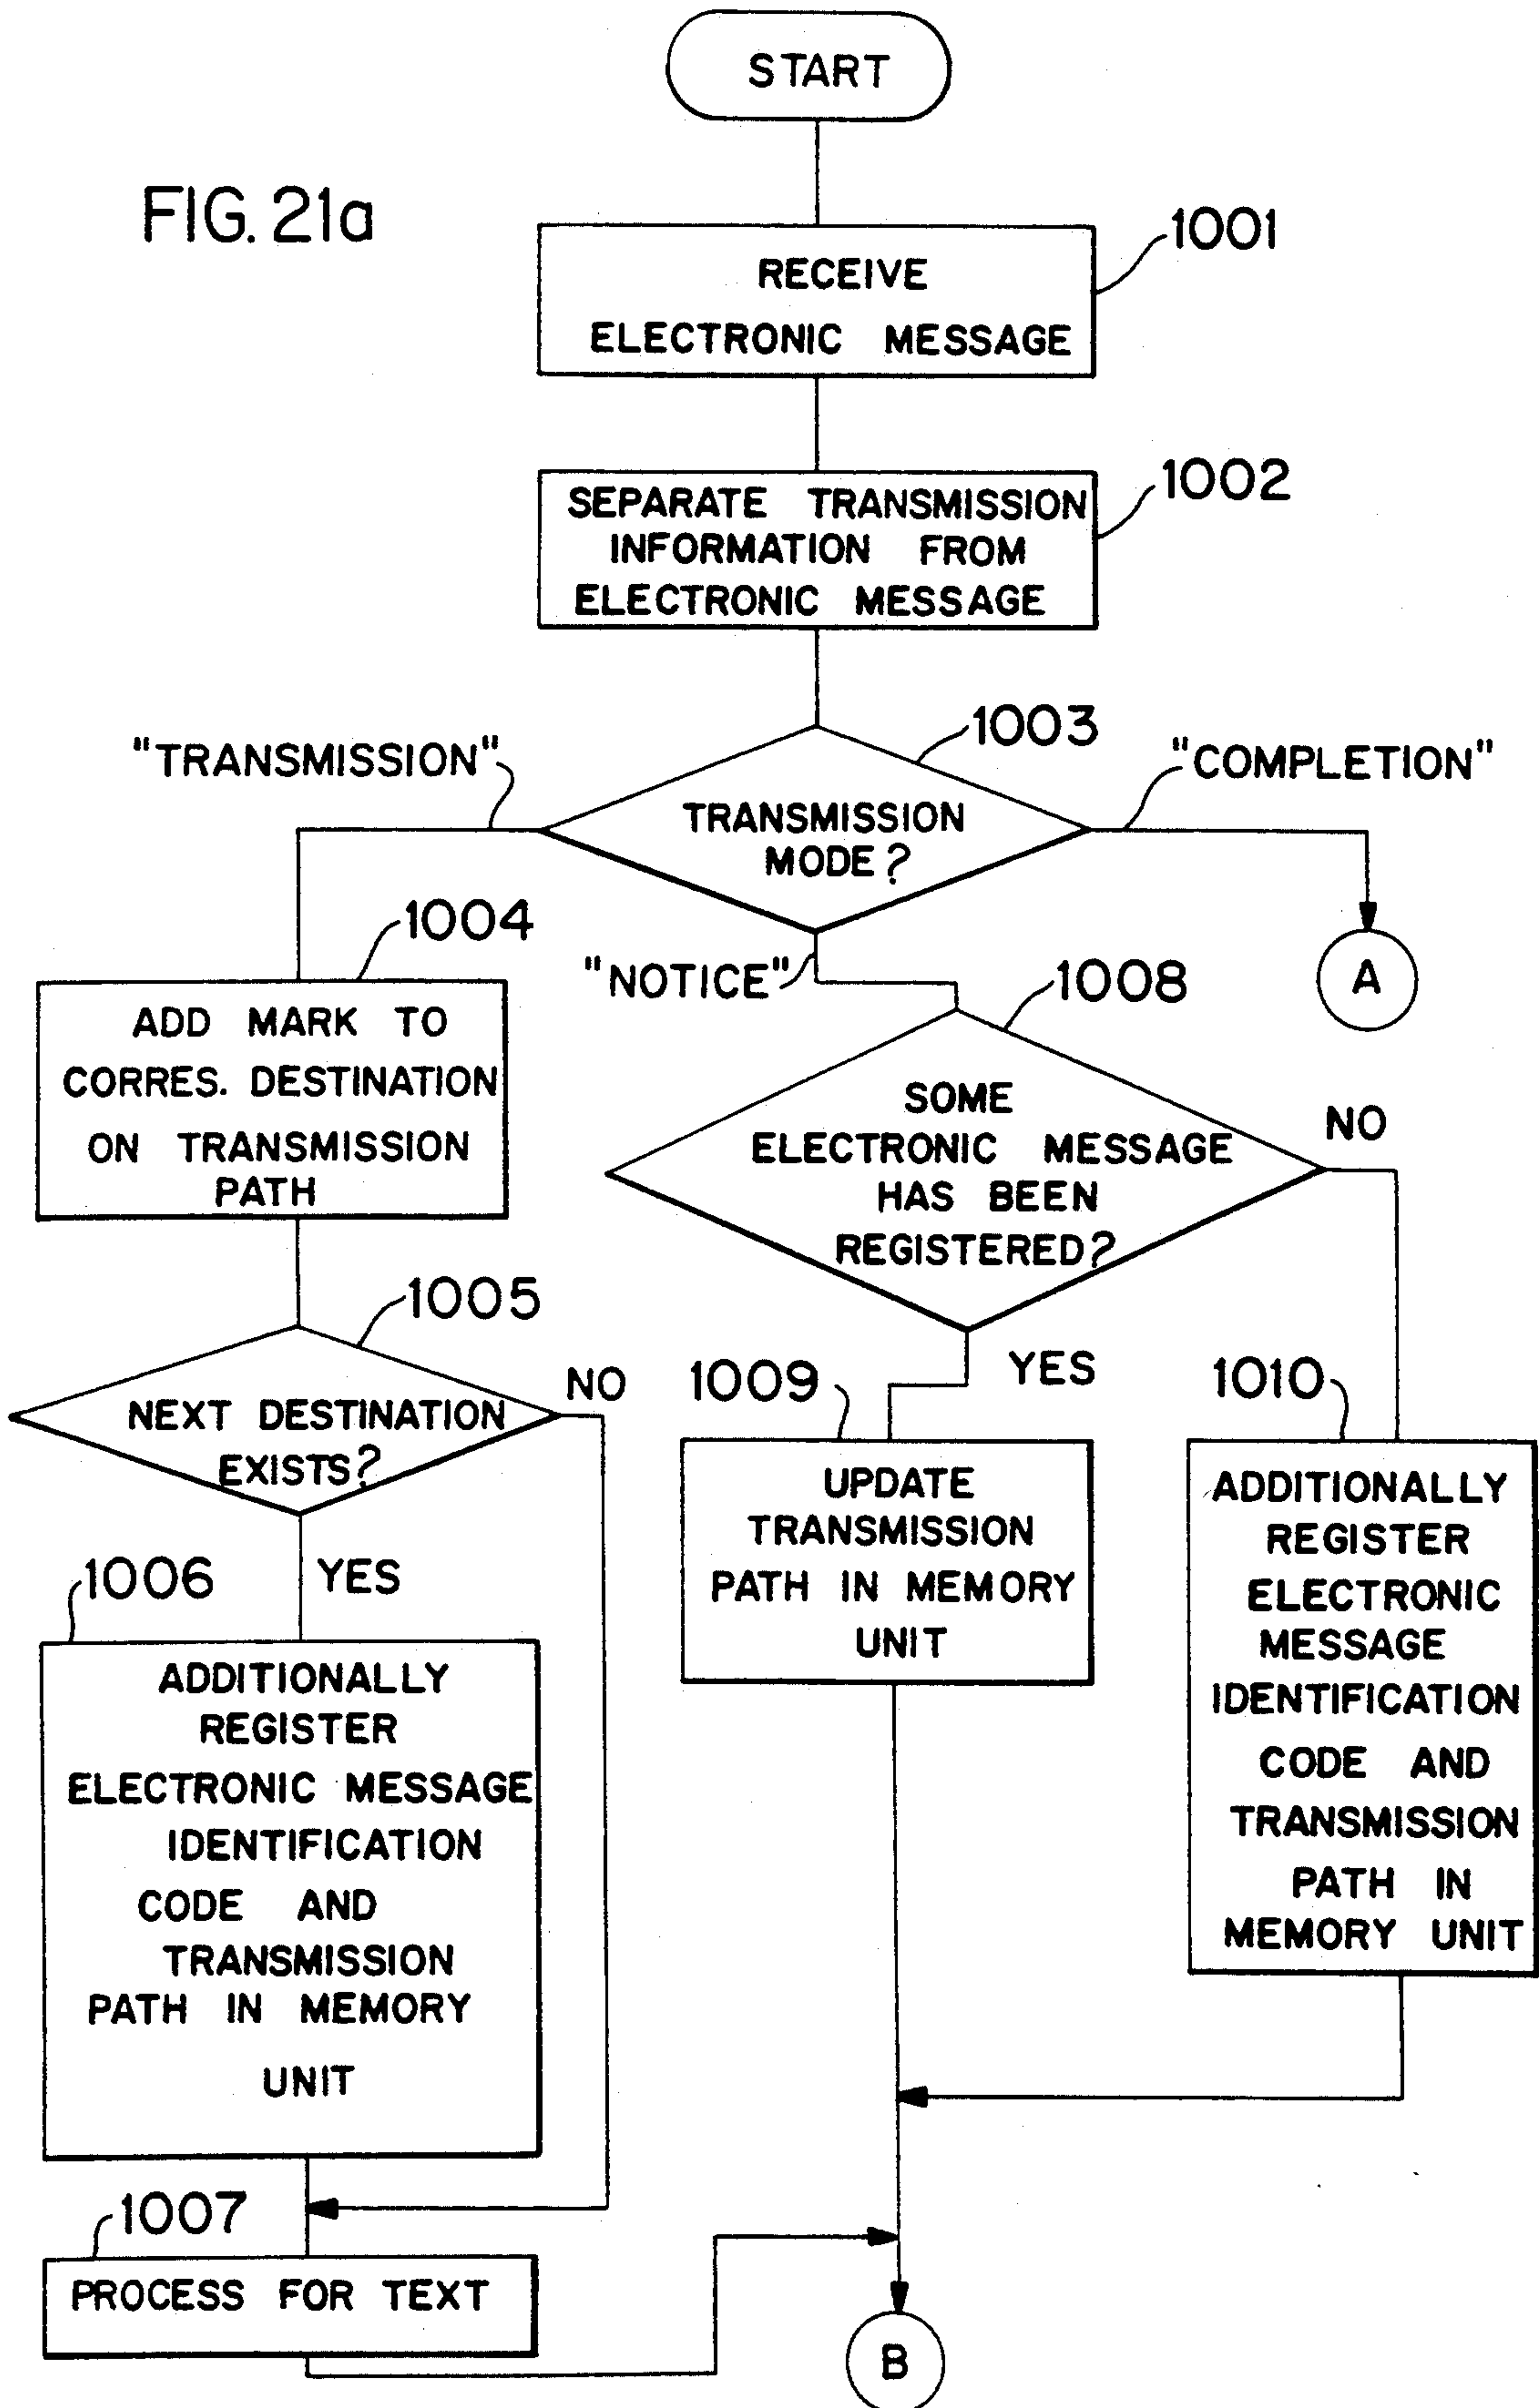 START
FIG. 21a
1001
RECEIVE
ELECTRONIC MESSAGE
1002
SEPARATE TRANSMISSION
INFORMATION FROM
ELECTRONIC MESSAGE
1003
"TRANSMISSION"
"COMPLETION"
TRANSMISSION
MODE?
1004
"NOTICE"
1008
A
ADD MARK TO
CORRES. DESTINATION
ON TRANSMISSION
PATH
SOME
ELECTRONIC MESSAGE
HAS BEEN
REGISTERED?
NO
1005
NEXT DESTINATION
EXISTS?
NO
YES
1009
YES
1010
UPDATE
TRANSMISSION
PATH IN MEMORY
UNIT
ADDITIONALLY
REGISTER
ELECTRONIC
MESSAGE
IDENTIFICATION
CODE AND
TRANSMISSION
PATH IN
MEMORY UNIT
1006
ADDITIONALLY
REGISTER
ELECTRONIC MESSAGE
IDENTIFICATION
CODE AND
TRANSMISSION
PATH IN MEMORY
UNIT
1007
PROCESS FOR TEXT
B